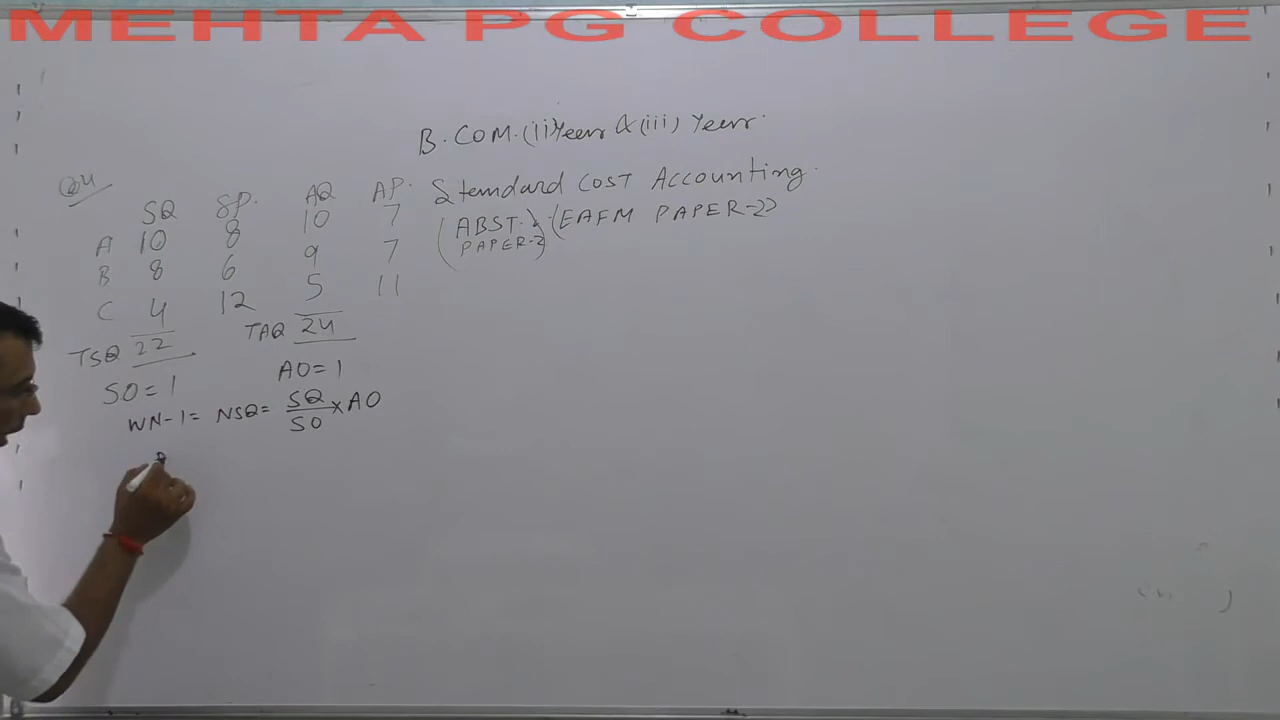 MEHTA PG COLLEGE
B.COM.(ii)Year & (iii) Year.
Standard COST Accounting.
(ABST. PAPER-2) (EAFM PAPER-2)
Q4
SQ SP. AQ AP.
A 10 8 10 7
B 8 6 9 7
C 4 12 5 11
TSQ 22 TAQ 24
SO = 1 AO = 1
WN-1 = NSQ = SQ/SO × AO